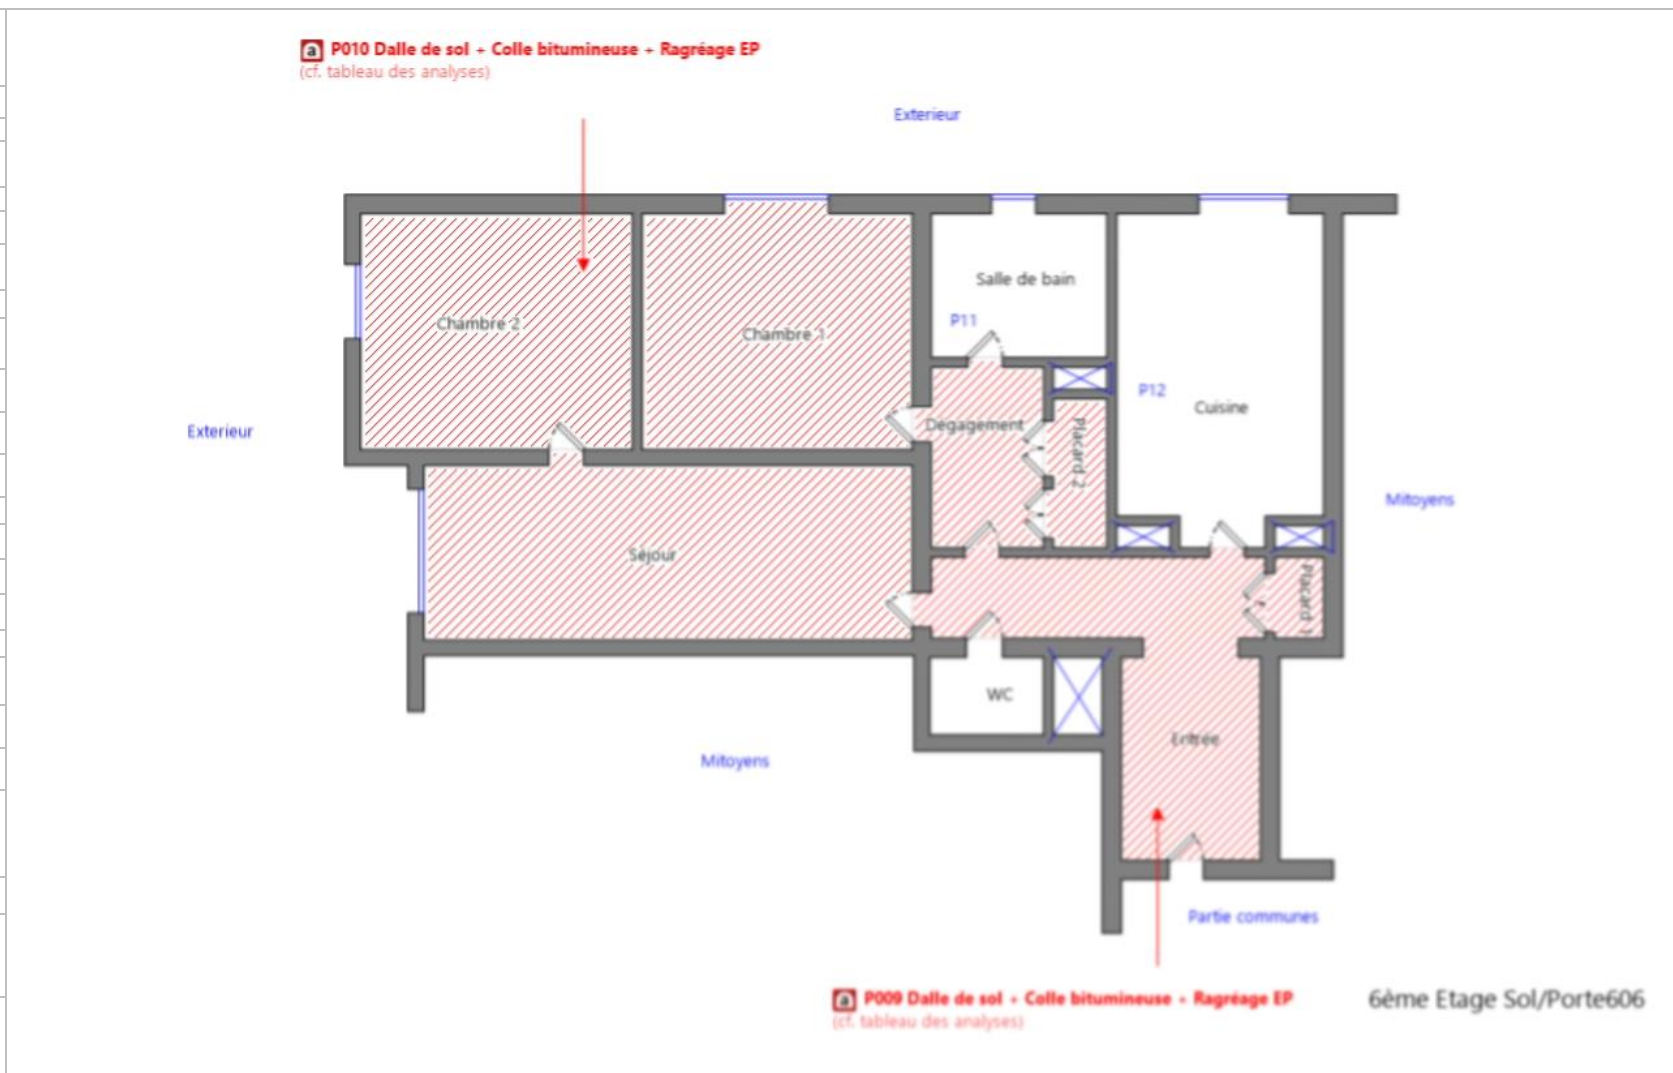 a P010 Dalle de sol + Colle bitumineuse + Ragréage EP
(cf. tableau des analyses)
Exterieur
Salle de bain
P11
Chambre 2
Chambre 1
P12
Cuisine
Exterieur
Dégagement
Placard 2
Mitoyens
Séjour
Placard 1
WC
Entrée
Mitoyens
Partie communes
a P009 Dalle de sol + Colle bitumineuse + Ragréage EP
(cf. tableau des analyses)
6ème Etage Sol/Porte606